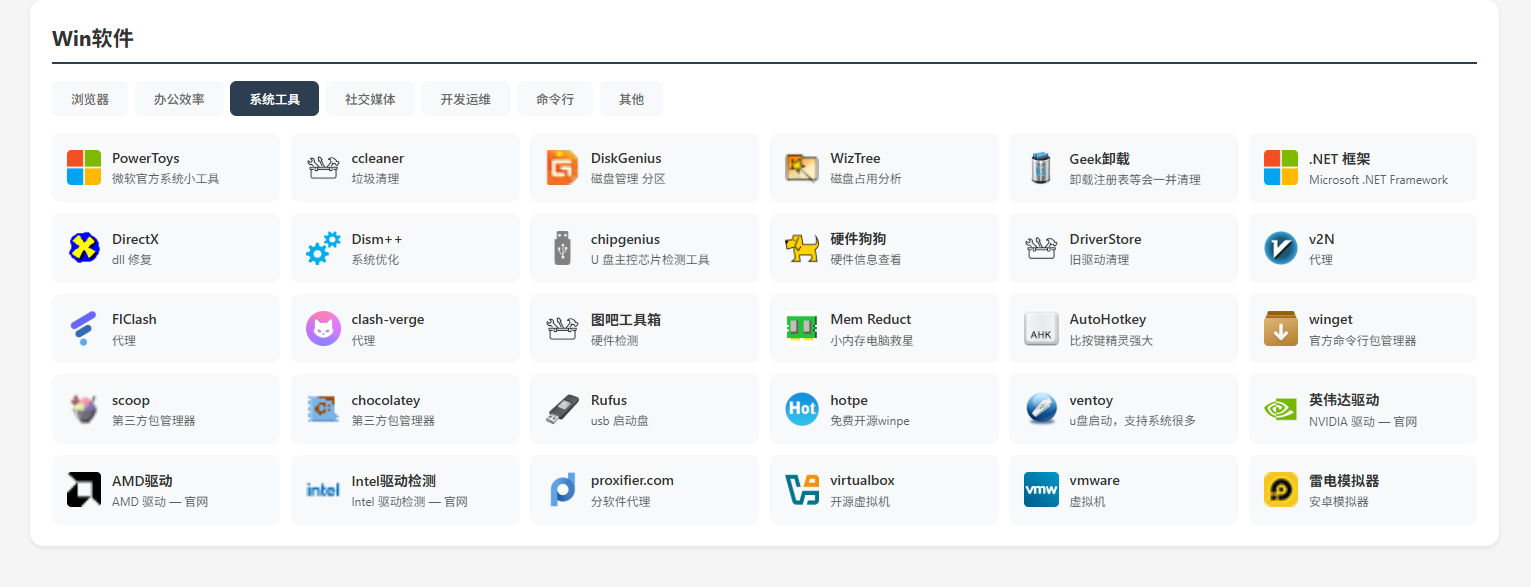 Win软件
浏览器 办公效率 系统工具 社交媒体 开发运维 命令行 其他
PowerToys
微软官方系统小工具
ccleaner
垃圾清理
DiskGenius
磁盘管理 分区
WizTree
磁盘占用分析
Geek卸载
卸载注册表等会一并清理
.NET 框架
Microsoft .NET Framework
DirectX
dll 修复
Dism++
系统优化
chipgenius
U 盘主控芯片检测工具
硬件狗狗
硬件信息查看
DriverStore
旧驱动清理
v2N
代理
FlClash
代理
clash-verge
代理
图吧工具箱
硬件检测
Mem Reduct
小内存电脑救星
AHK
AutoHotkey
比按键精灵强大
winget
官方命令行包管理器
scoop
第三方包管理器
chocolatey
第三方包管理器
Rufus
usb 启动盘
Hot
hotpe
免费开源winpe
ventoy
u盘启动，支持系统很多
英伟达驱动
NVIDIA 驱动 — 官网
AMD驱动
AMD 驱动 — 官网
intel
Intel驱动检测
Intel 驱动检测 — 官网
proxifier.com
分软件代理
virtualbox
开源虚拟机
vmw
vmware
虚拟机
雷电模拟器
安卓模拟器